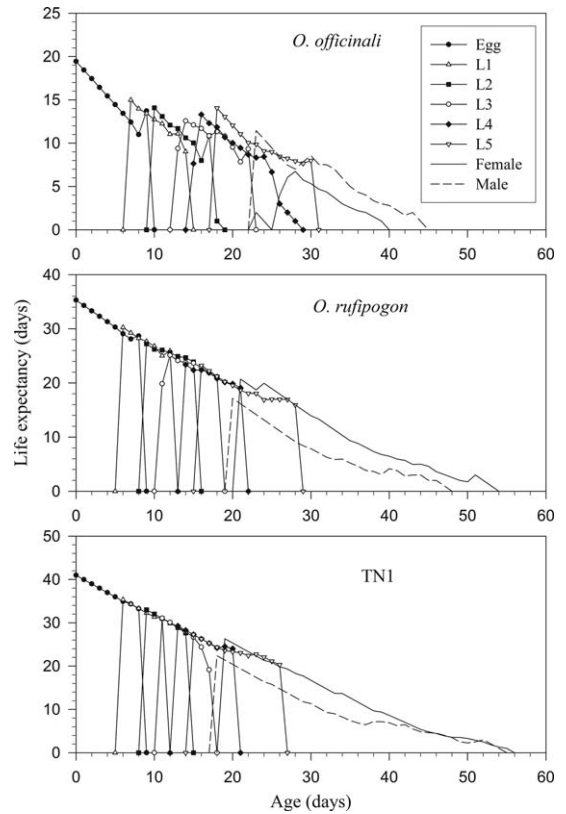 25
20
15
10
5
0
O. officinali
Egg
L1
L2
L3
L4
L5
Female
Male
0 10 20 30 40 50 60
Life expectancy (days)
40
30
20
10
0
O. rufipogon
0 10 20 30 40 50 60
50
40
30
20
10
0
TN1
0 10 20 30 40 50 60
Age (days)